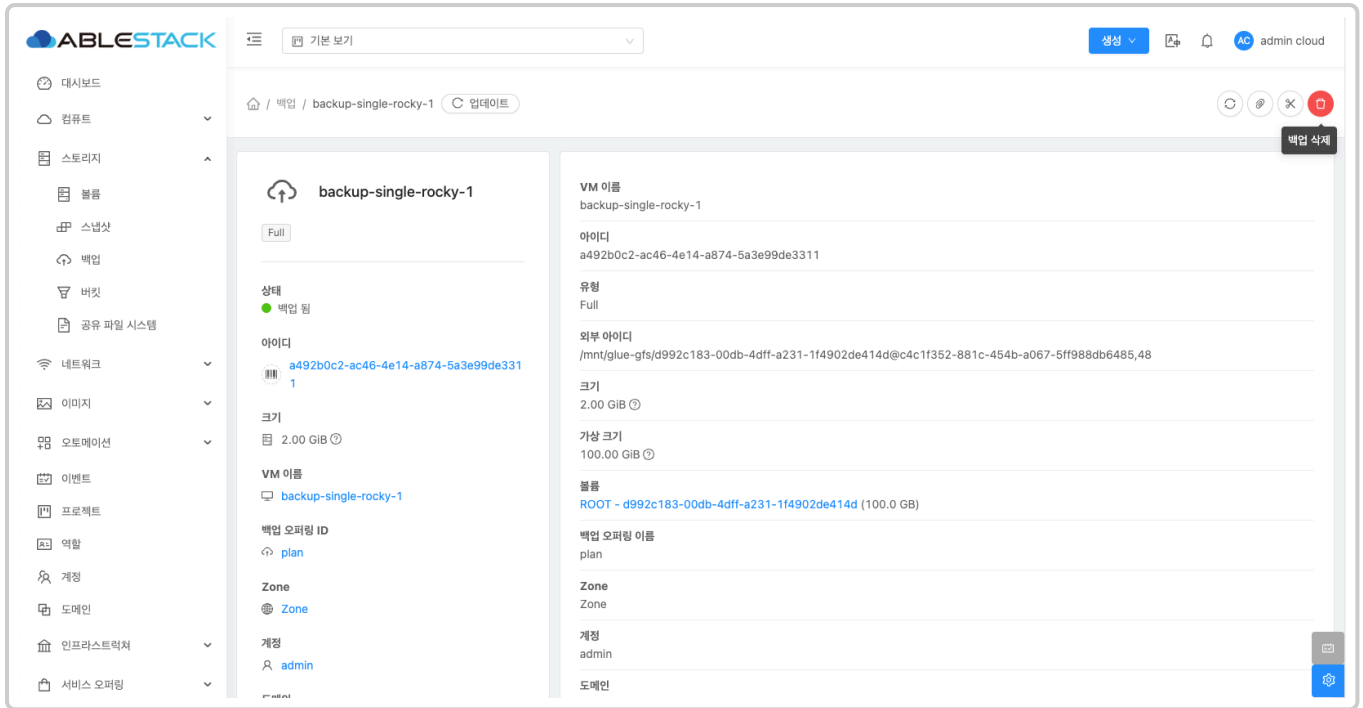 ABLESTACK
기본 보기
생성
AC
admin cloud
대시보드
컴퓨트
스토리지
볼륨
스냅샷
백업
버킷
공유 파일 시스템
네트워크
이미지
오토메이션
이벤트
프로젝트
역할
계정
도메인
인프라스트럭쳐
서비스 오퍼링
/ 백업 / backup-single-rocky-1
업데이트
백업 삭제
backup-single-rocky-1
Full
상태
백업 됨
아이디
a492b0c2-ac46-4e14-a874-5a3e99de331
1
크기
2.00 GiB
VM 이름
backup-single-rocky-1
백업 오퍼링 ID
plan
Zone
Zone
계정
admin
도메인
VM 이름
backup-single-rocky-1
아이디
a492b0c2-ac46-4e14-a874-5a3e99de3311
유형
Full
외부 아이디
/mnt/glue-gfs/d992c183-00db-4dff-a231-1f4902de414d@c4c1f352-881c-454b-a067-5ff988db6485,48
크기
2.00 GiB
가상 크기
100.00 GiB
볼륨
ROOT - d992c183-00db-4dff-a231-1f4902de414d (100.0 GB)
백업 오퍼링 이름
plan
Zone
Zone
계정
admin
도메인